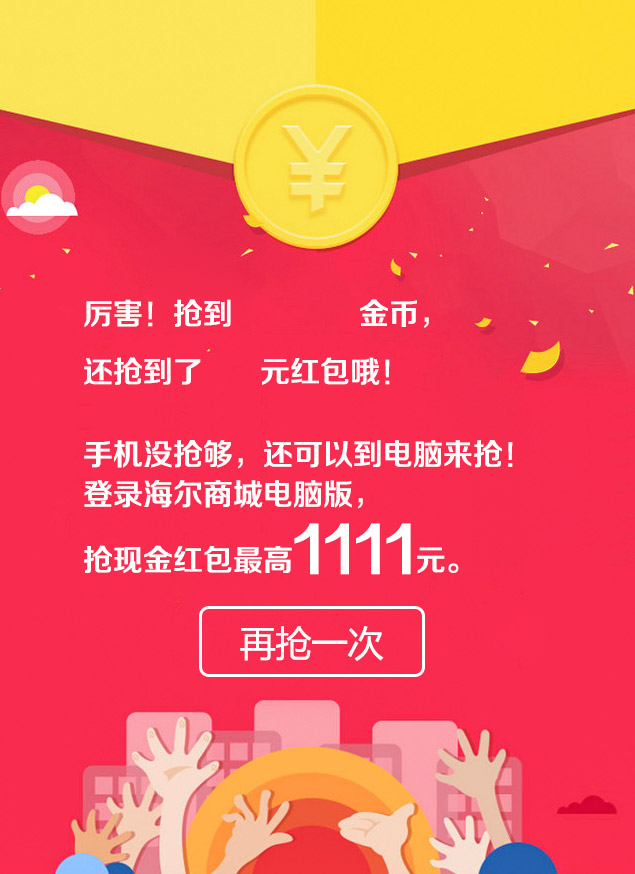 ¥
厉害！抢到 金币，
还抢到了 元红包哦！
手机没抢够，还可以到电脑来抢！
登录海尔商城电脑版，
抢现金红包最高1111元。
再抢一次